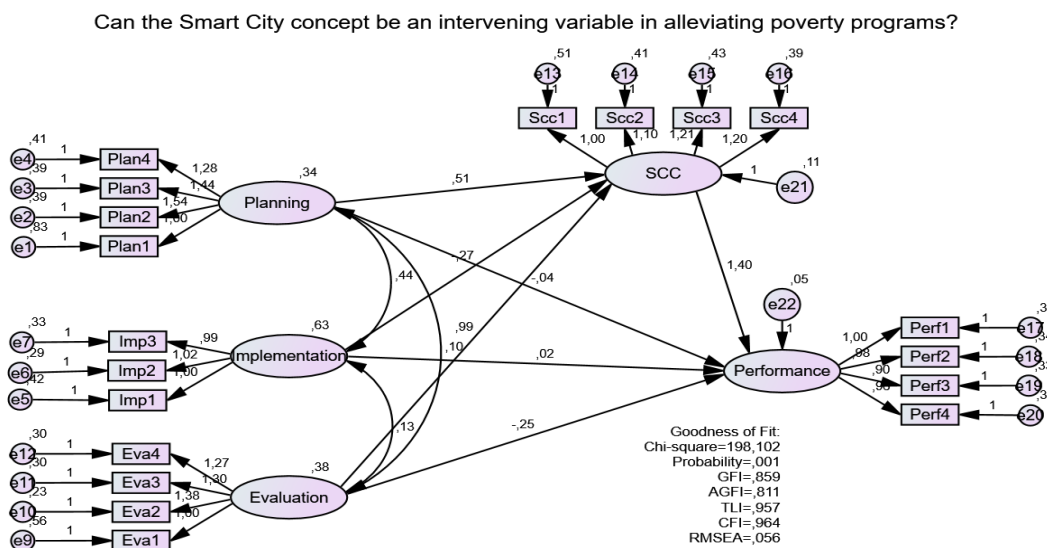 Can the Smart City concept be an intervening variable in alleviating poverty programs?
,51 ,41 ,43 ,39
e13 e14 e15 e16
1 1 1 1
Scc1 Scc2 Scc3 Scc4
1,00 1,10 1,21 1,20
SCC
,11
1
e21
,41
e4 1 Plan4
,39
e3 1 Plan3
,39
e2 1 Plan2
,83
e1 1 Plan1
1,28
1,44
1,54
1,00
,34
Planning
,51
-,27
-,04
,44
1,40
,05
e22
1
,33
e7 1 Imp3
,29
e6 1 Imp2
,42
e5 1 Imp1
,99
1,02
1,00
,63
Implementation
,99
,10
,02
Performance
1,00
,98
,90
Perf1 1 e17
Perf2 1 e18
Perf3 1 e19
Perf4 1 e20
,13
-,25
,30
e12 1 Eva4
,30
e11 1 Eva3
,23
e10 1 Eva2
,56
e9 1 Eva1
1,27
1,30
1,38
1,00
,38
Evaluation
Goodness of Fit:
Chi-square=198,102
Probability=,001
GFI=,859
AGFI=,811
TLI=,957
CFI=,964
RMSEA=,056